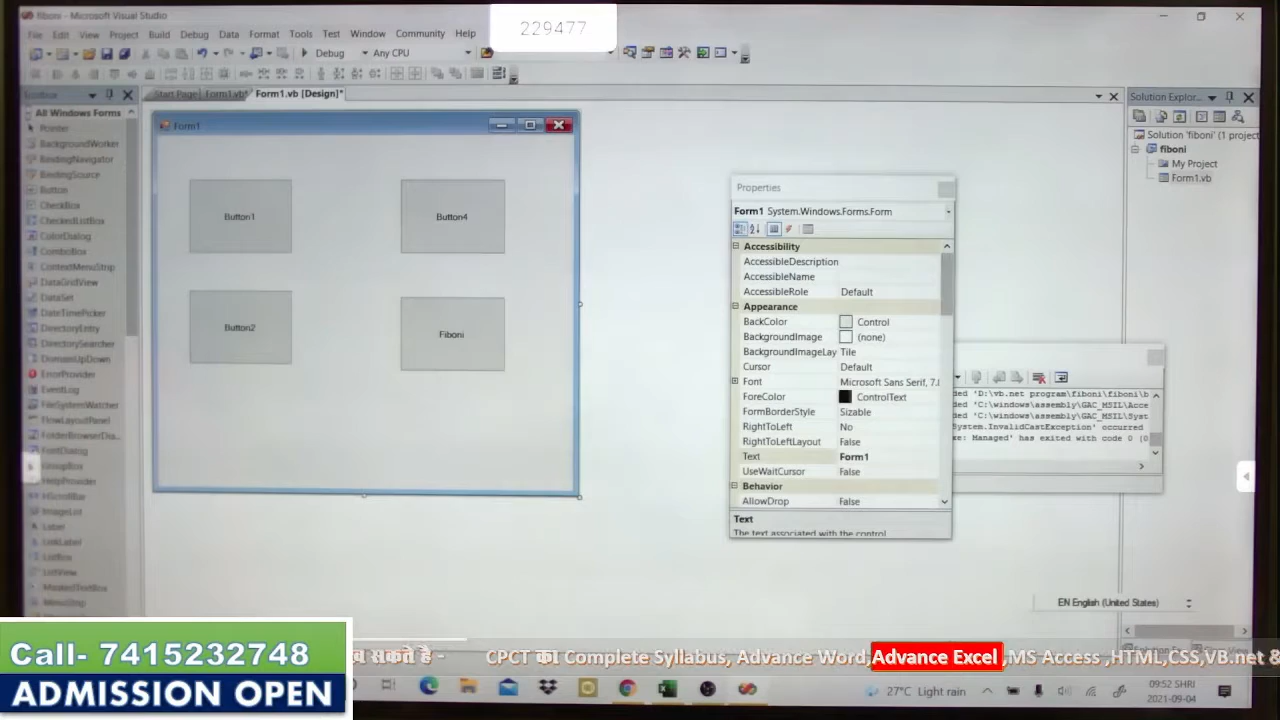 fiboni - Microsoft Visual Studio
229477
File Edit View Project Build Debug Data Format Tools Test Window Community Help
Debug Any CPU
Start Page Form1.vb* Form1.vb [Design]*
Toolbox
All Windows Forms
Pointer
BackgroundWorker
BindingNavigator
BindingSource
Button
CheckBox
CheckedListBox
ColorDialog
ComboBox
ContextMenuStrip
DataGridView
DataSet
DateTimePicker
DirectoryEntry
DirectorySearcher
DomainUpDown
ErrorProvider
EventLog
FileSystemWatcher
FlowLayoutPanel
FolderBrowserDia...
FontDialog
GroupBox
HelpProvider
HScrollBar
ImageList
Label
LinkLabel
ListBox
ListView
MaskedTextBox
MenuStrip
Form1
Button1
Button4
Button2
Fiboni
Properties
Form1 System.Windows.Forms.Form
Accessibility
AccessibleDescription
AccessibleName
AccessibleRole Default
Appearance
BackColor Control
BackgroundImage (none)
BackgroundImageLay Tile
Cursor Default
Font Microsoft Sans Serif, 7.
ForeColor ControlText
FormBorderStyle Sizable
RightToLeft No
RightToLeftLayout False
Text Form1
UseWaitCursor False
Behavior
AllowDrop False
Text
The text associated with the control.
Solution Explor...
Solution 'fiboni' (1 project
fiboni
My Project
Form1.vb
ded 'D:\vb.net program\fiboni\fiboni\b
ded 'C:\windows\assembly\GAC_MSIL\Acce
ded 'C:\windows\assembly\GAC_MSIL\Syst
System.InvalidCastException' occurred
xe: Managed' has exited with code 0 (0
EN English (United States)
Call- 7415232748
ADMISSION OPEN
सकते है - CPCT का Complete Syllabus, Advance Word, Advance Excel ,MS Access ,HTML,CSS,VB.net &
27°C Light rain
09:52 SHRI
2021-09-04